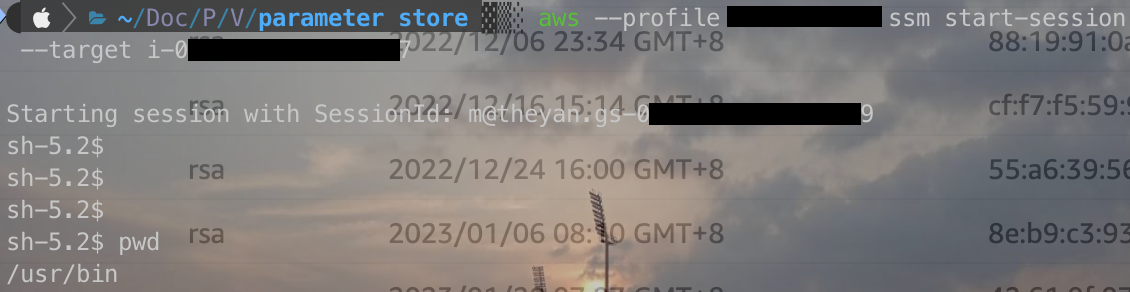 ~/Doc/P/V/parameter store aws --profile ssm start-session
--target i-0 7
rsa 2022/12/06 23:34 GMT+8 88:19:91:0a
Starting session with SessionId: m@theyan.gs-0 9
rsa 2022/12/16 15:14 GMT+8 cf:f7:f5:59:9
sh-5.2$
sh-5.2$
rsa 2022/12/24 16:00 GMT+8 55:a6:39:56
sh-5.2$
sh-5.2$ pwd
rsa 2023/01/06 GMT+8 8e:b9:c3:93
/usr/bin